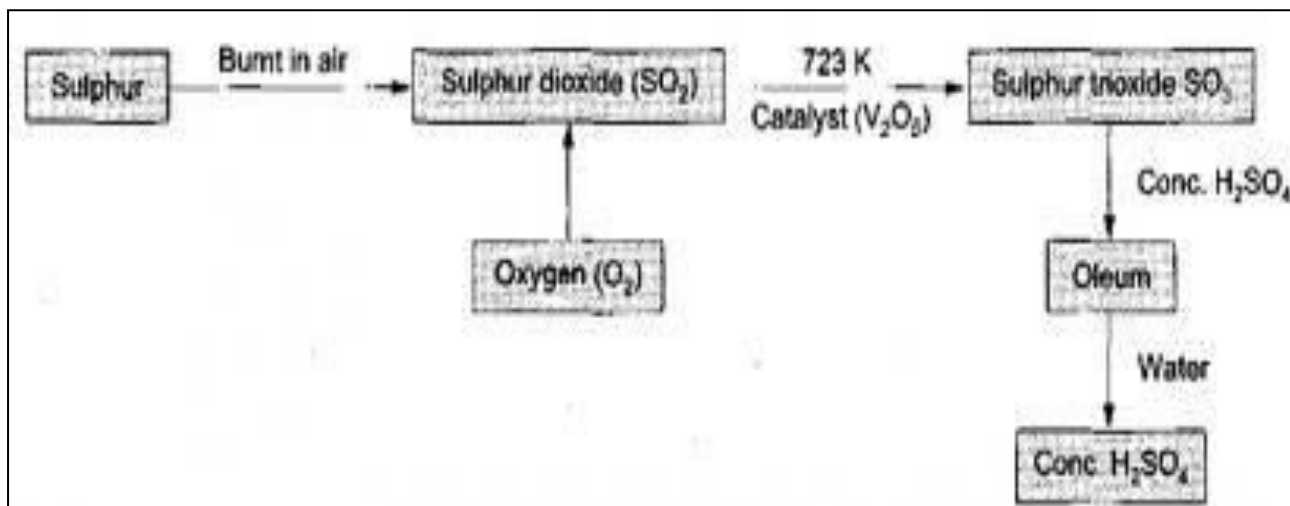 Sulphur
Burnt in air
Sulphur dioxide (SO₂)
723 K
Catalyst (V₂O₅)
Sulphur trioxide SO₃
Conc. H₂SO₄
Oxygen (O₂)
Oleum
Water
Conc. H₂SO₄